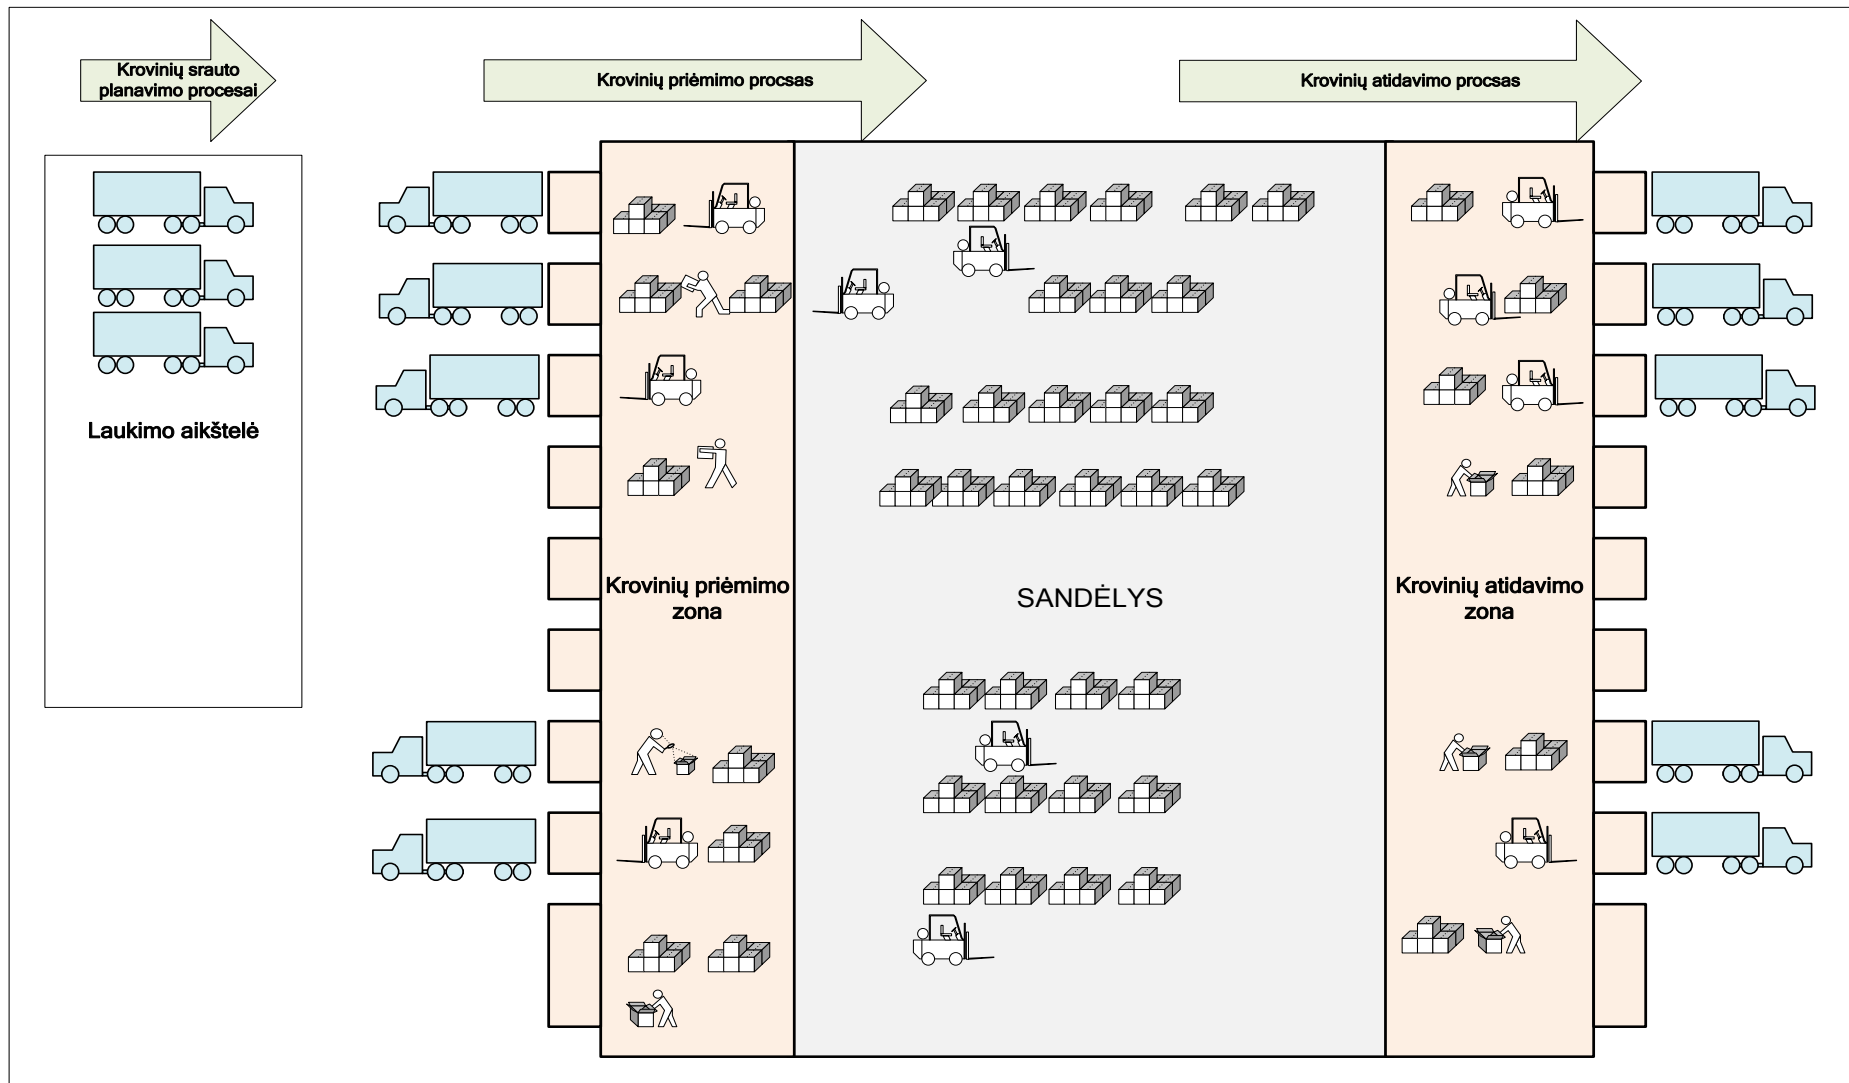 Krovinių srauto
planavimo procesai
Krovinių priėmimo procsas
Krovinių atidavimo procsas
Laukimo aikštelė
Krovinių priėmimo
zona
SANDĖLYS
Krovinių atidavimo
zona